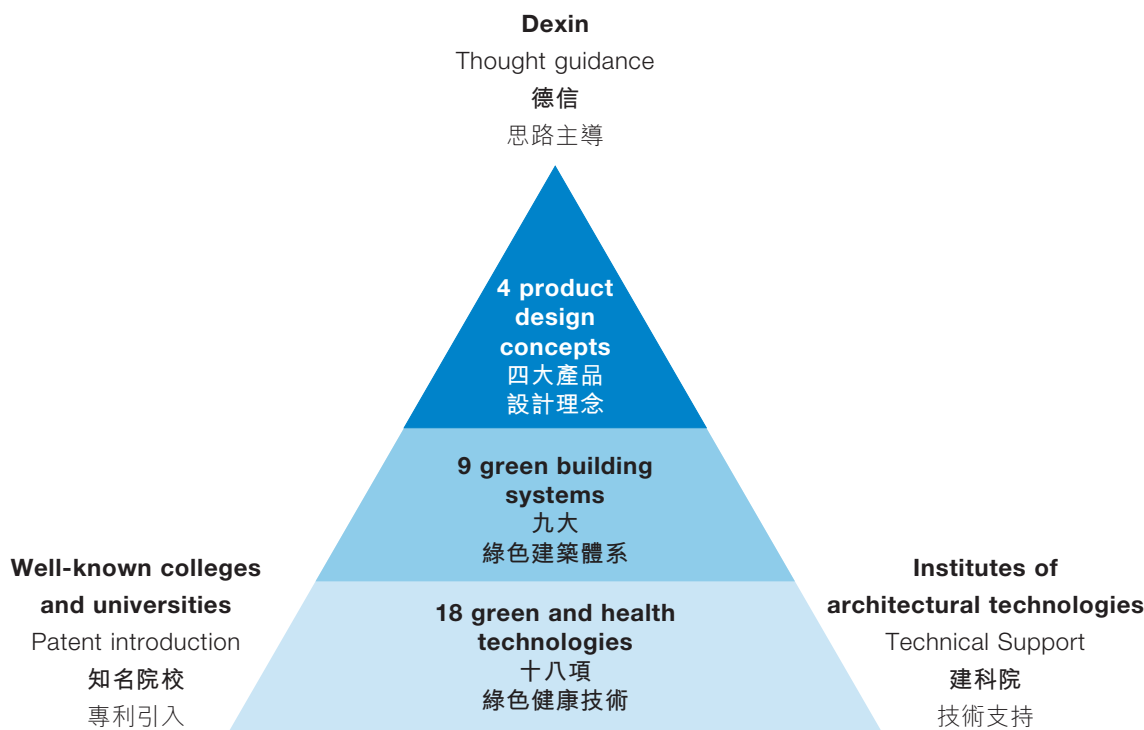 Dexin
Thought guidance
德信
思路主導
4 product
design
concepts
四大產品
設計理念
9 green building
systems
九大
綠色建築體系
Well-known colleges
and universities
Patent introduction
知名院校
專利引入
18 green and health
technologies
十八項
綠色健康技術
Institutes of
architectural technologies
Technical Support
建科院
技術支持